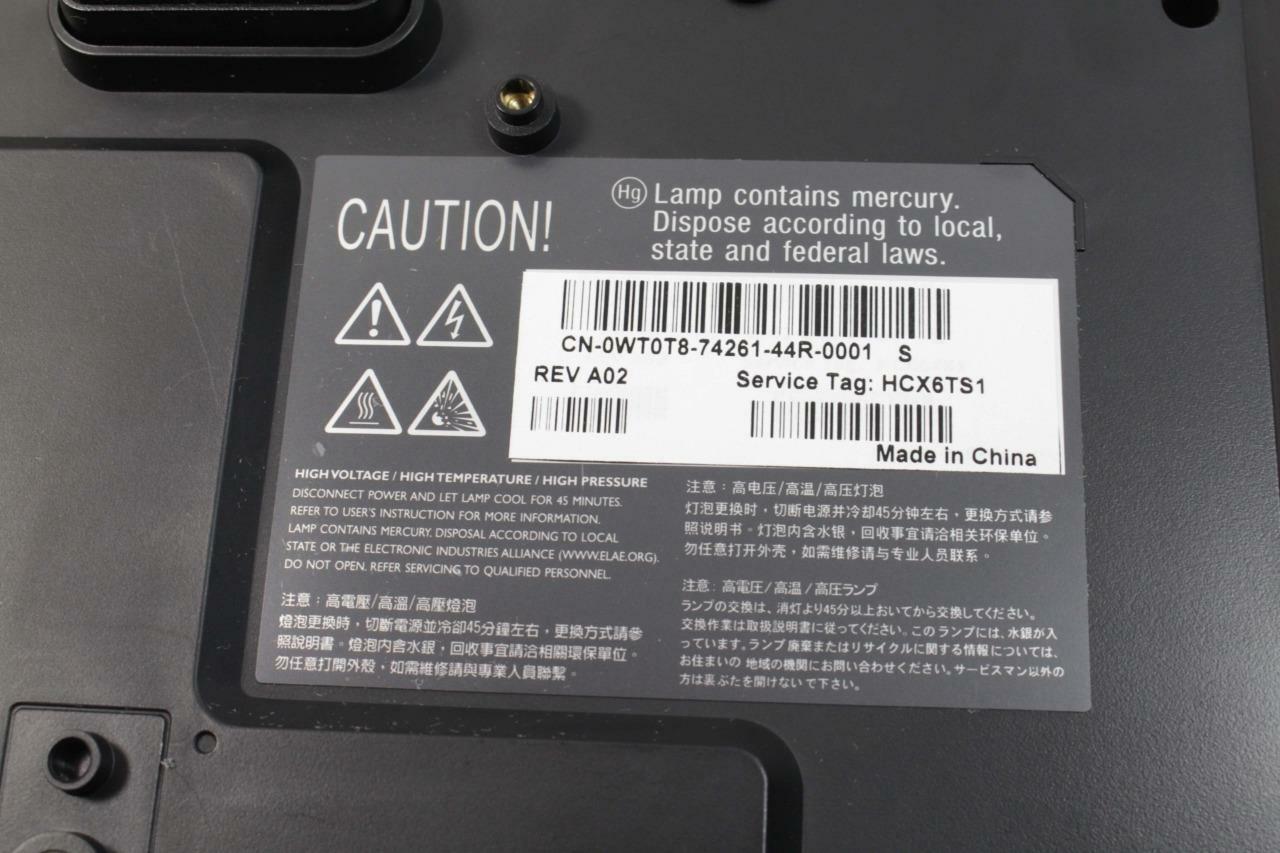 CAUTION!
Hg Lamp contains mercury.
Dispose according to local,
state and federal laws.
CN-0WT0T8-74261-44R-0001 S
REV A02
Service Tag: HCX6TS1
Made in China
HIGH VOLTAGE / HIGH TEMPERATURE / HIGH PRESSURE
DISCONNECT POWER AND LET LAMP COOL FOR 45 MINUTES.
REFER TO USER'S INSTRUCTION FOR MORE INFORMATION.
LAMP CONTAINS MERCURY. DISPOSAL ACCORDING TO LOCAL
STATE OR THE ELECTRONIC INDUSTRIES ALLIANCE (WWW.ELAE.ORG).
DO NOT OPEN. REFER SERVICING TO QUALIFIED PERSONNEL.
注意：高電壓/高溫/高壓燈泡
燈泡更換時，切斷電源並冷卻45分鐘左右，更換方式請參
照說明書。燈泡內含水銀，回收事宜請洽相關環保單位。
勿任意打開外殼，如需維修請與專業人員聯繫。
注意：高电压/高温/高压灯泡
灯泡更换时，切断电源并冷却45分钟左右，更换方式请参
照说明书。灯泡内含水银，回收事宜请洽相关环保单位。
勿任意打开外壳，如需维修请与专业人员联系。
注意：高電圧/高温/高圧ランプ
ランプの交換は、消灯より45分以上おいてから交換してください。
交換作業は取扱説明書に従ってください。このランプには、水銀が入
っています。ランプ廃棄またはリサイクルに関する情報については、
お住まいの 地域の機関にお問い合わせください。サービスマン以外の
方は裏ぶたを開けないで下さい。